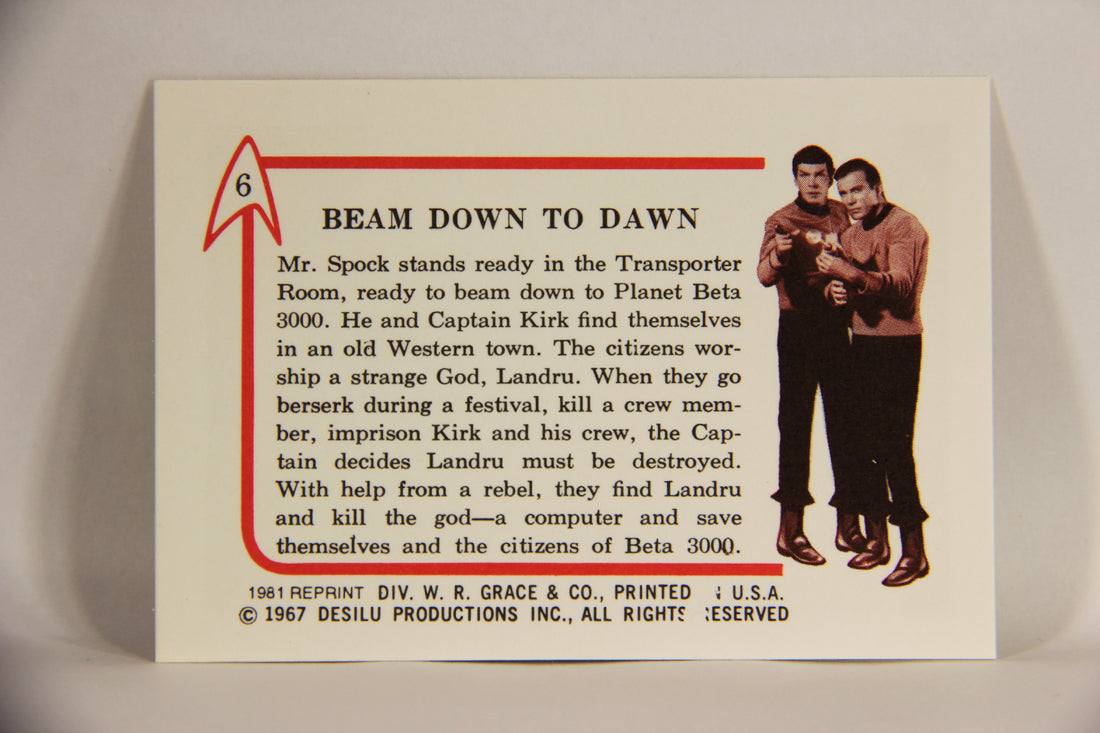 6
BEAM DOWN TO DAWN
Mr. Spock stands ready in the Transporter
Room, ready to beam down to Planet Beta
3000. He and Captain Kirk find themselves
in an old Western town. The citizens wor-
ship a strange God, Landru. When they go
berserk during a festival, kill a crew mem-
ber, imprison Kirk and his crew, the Cap-
tain decides Landru must be destroyed.
With help from a rebel, they find Landru
and kill the god—a computer and save
themselves and the citizens of Beta 3000.
1981 REPRINT DIV. W. R. GRACE & CO., PRINTED U.S.A.
© 1967 DESILU PRODUCTIONS INC., ALL RIGHTS ESERVED